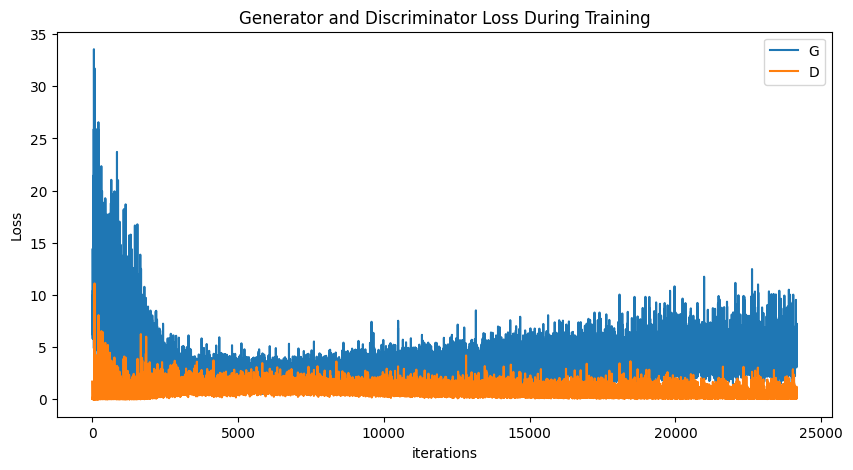 Generator and Discriminator Loss During Training
G
D
35
30
25
20
15
10
5
0
Loss
0 5000 10000 15000 20000 25000
iterations